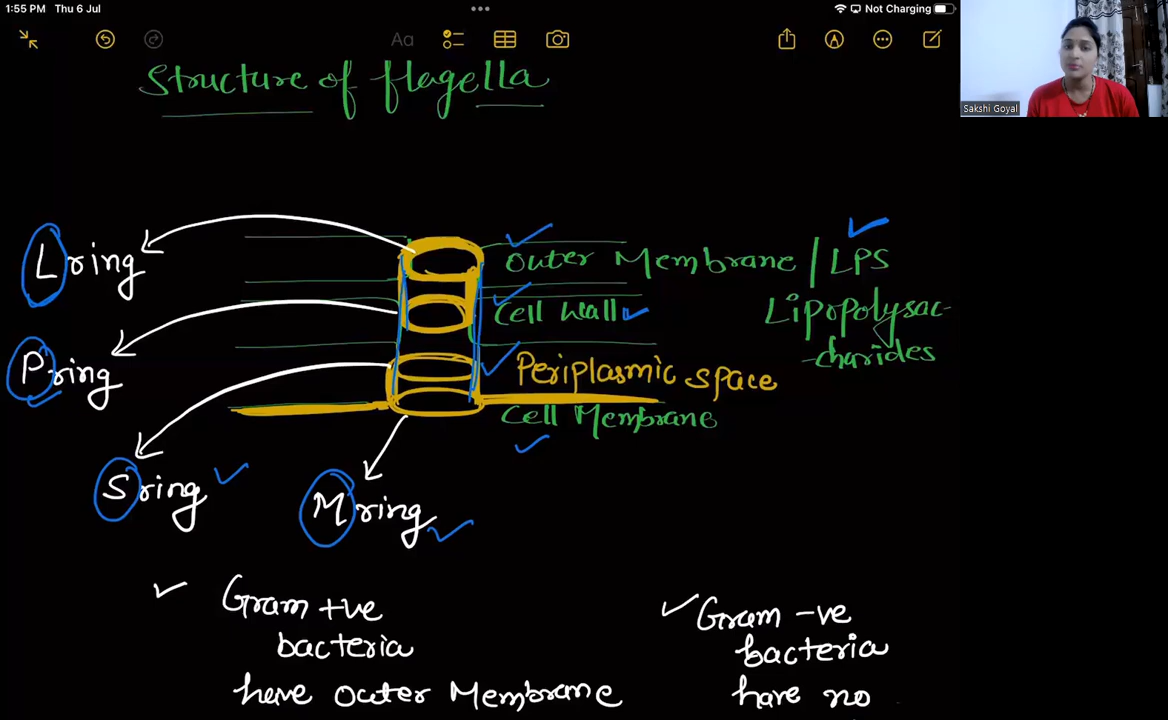 1:55 PM Thu 6 Jul
Not Charging
Aa
Sakshi Goyal
Structure of flagella
L ring
Outer Membrane / LPS
Cell Wall
Lipopolysac-
-charides
P ring
Periplasmic space
Cell Membrane
S ring
M ring
Gram +ve
bacteria
have Outer Membrane
Gram -ve
bacteria
have no